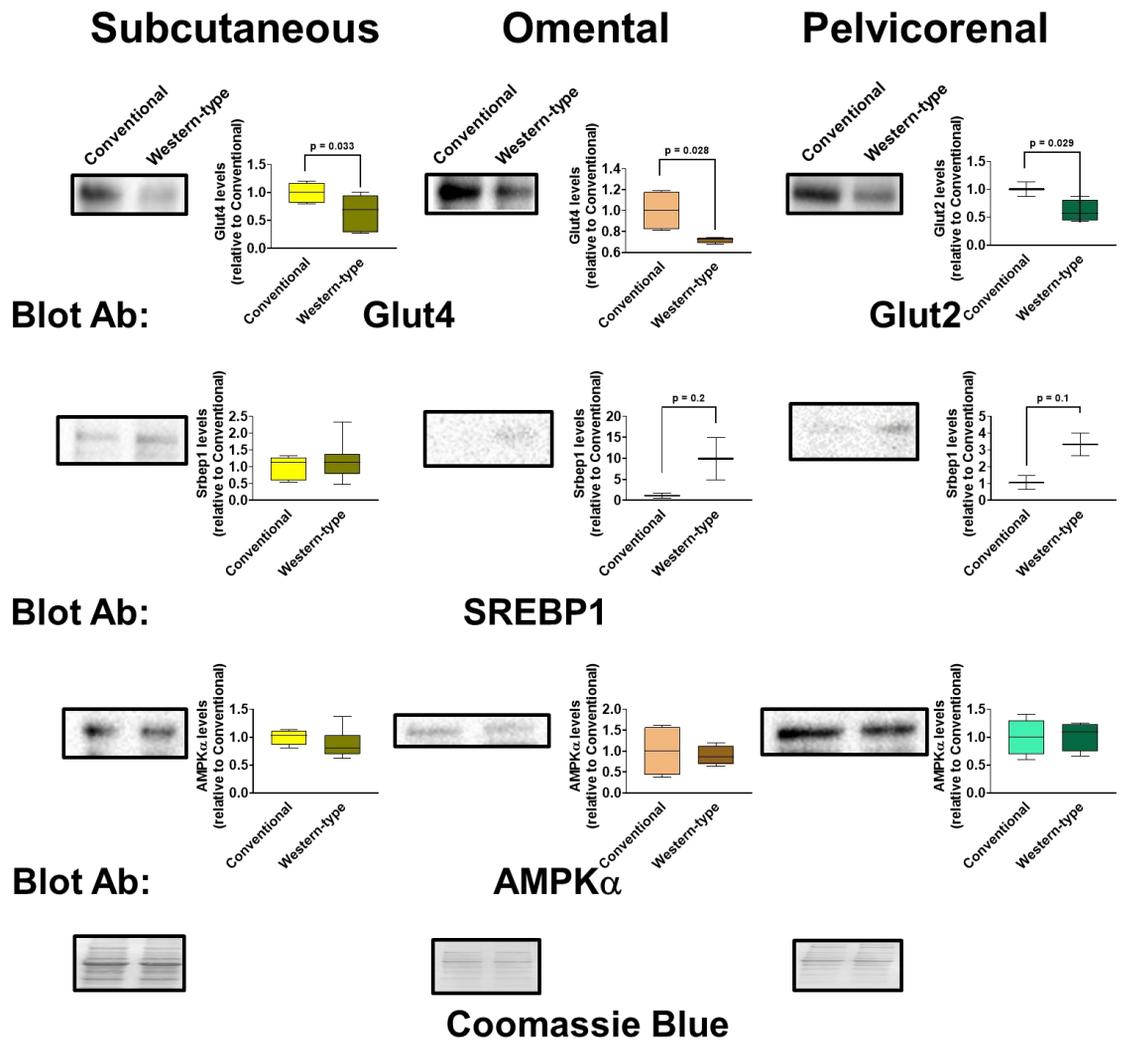 Subcutaneous Omental Pelvicorenal
Conventional Western-type
Glut4 levels
(relative to Conventional)
p = 0.033
1.5
1.0
0.5
0.0
Conventional Western-type
Conventional Western-type
Glut4 levels
(relative to Conventional)
p = 0.028
1.4
1.2
1.0
0.8
0.6
Conventional Western-type
Conventional Western-type
Glut2 levels
(relative to Conventional)
p = 0.029
1.5
1.0
0.5
0.0
Conventional Western-type
Blot Ab: Glut4 Glut2
Srbep1 levels
(relative to Conventional)
2.5
2.0
1.5
1.0
0.5
0.0
Conventional Western-type
Srbep1 levels
(relative to Conventional)
p = 0.2
20
15
10
5
0
Conventional Western-type
Srbep1 levels
(relative to Conventional)
p = 0.1
5
4
3
2
1
0
Conventional Western-type
Blot Ab: SREBP1
AMPKα levels
(relative to Conventional)
1.5
1.0
0.5
0.0
Conventional Western-type
AMPKα levels
(relative to Conventional)
2.0
1.5
1.0
0.5
0.0
Conventional Western-type
AMPKα levels
(relative to Conventional)
1.5
1.0
0.5
0.0
Conventional Western-type
Blot Ab: AMPKα
Coomassie Blue